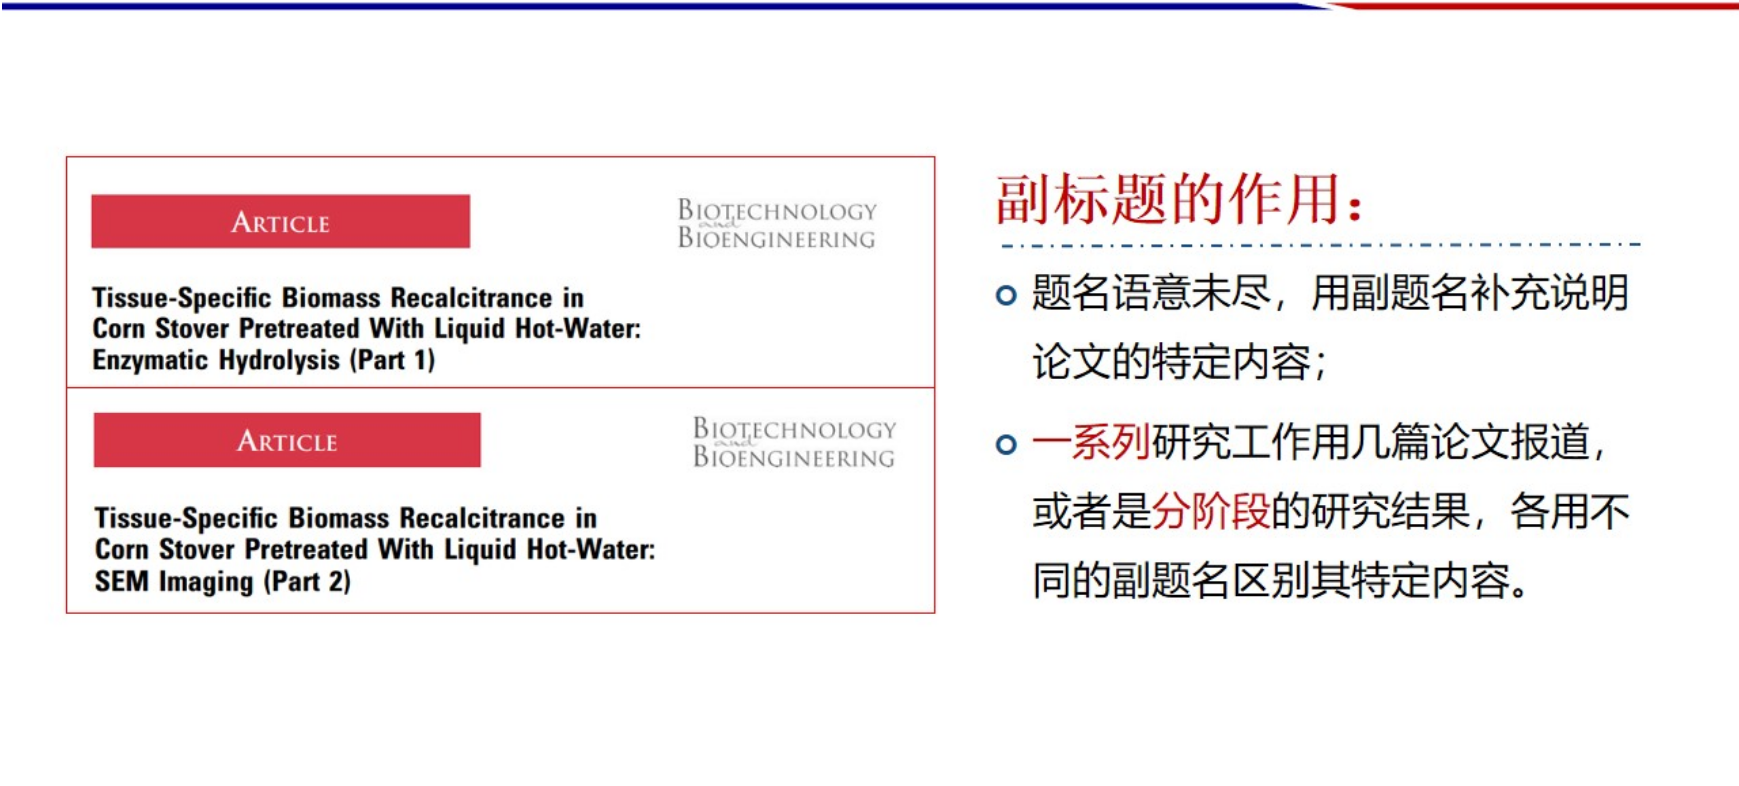 ARTICLE
BIOTECHNOLOGY
and
BIOENGINEERING
Tissue-Specific Biomass Recalcitrance in
Corn Stover Pretreated With Liquid Hot-Water:
Enzymatic Hydrolysis (Part 1)
ARTICLE
BIOTECHNOLOGY
and
BIOENGINEERING
Tissue-Specific Biomass Recalcitrance in
Corn Stover Pretreated With Liquid Hot-Water:
SEM Imaging (Part 2)
副标题的作用：
题名语意未尽，用副题名补充说明
论文的特定内容；
一系列研究工作用几篇论文报道，
或者是分阶段的研究结果，各用不
同的副题名区别其特定内容。